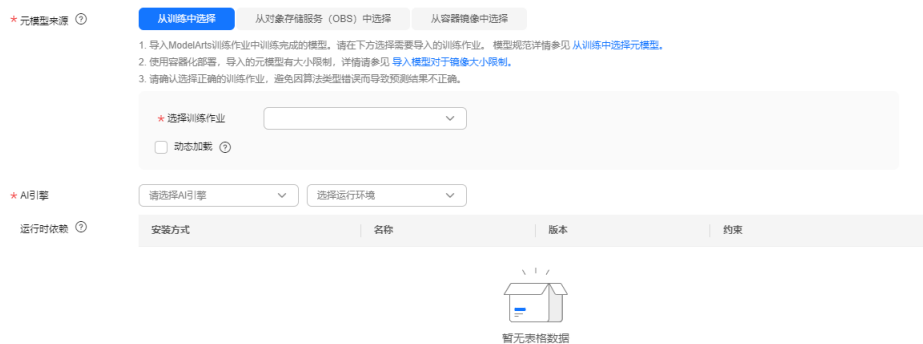 * 元模型来源 ? 从训练中选择 从对象存储服务（OBS）中选择 从容器镜像中选择
1. 导入ModelArts训练作业中训练完成的模型。请在下方选择需要导入的训练作业。 模型规范详情参见 从训练中选择元模型。
2. 使用容器化部署，导入的元模型有大小限制，详情请参见 导入模型对于镜像大小限制。
3. 请确认选择正确的训练作业，避免因算法类型错误而导致预测结果不正确。
* 选择训练作业
动态加载 ?
* AI引擎 请选择AI引擎 选择运行环境
运行时依赖 ? 安装方式 名称 版本 约束
暂无表格数据